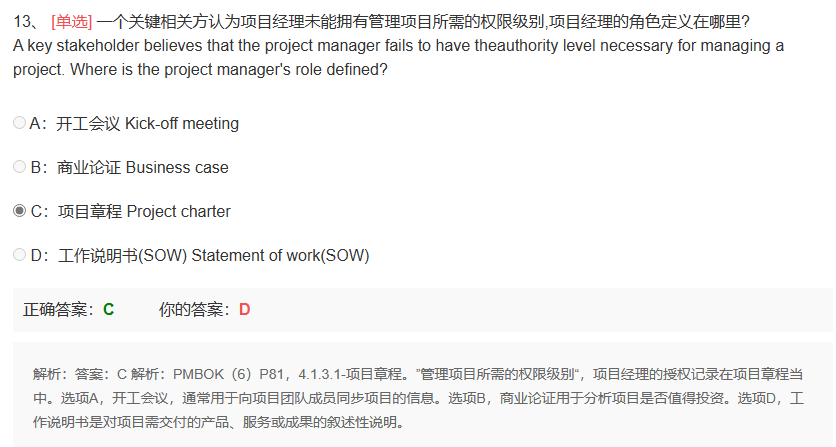 13、 [单选] 一个关键相关方认为项目经理未能拥有管理项目所需的权限级别,项目经理的角色定义在哪里?
A key stakeholder believes that the project manager fails to have theauthority level necessary for managing a
project. Where is the project manager's role defined?
A：开工会议 Kick-off meeting
B：商业论证 Business case
C：项目章程 Project charter
D：工作说明书(SOW) Statement of work(SOW)
正确答案：C 你的答案：D
解析：答案：C 解析：PMBOK（6）P81，4.1.3.1-项目章程。"管理项目所需的权限级别“，项目经理的授权记录在项目章程当
中。选项A，开工会议，通常用于向项目团队成员同步项目的信息。选项B，商业论证用于分析项目是否值得投资。选项D，工
作说明书是对项目需交付的产品、服务或成果的叙述性说明。